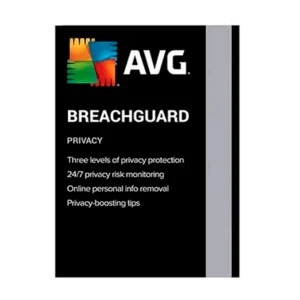 AVG.
BREACHGUARD
PRIVACY
Three levels of privacy protection
24/7 privacy risk monitoring
Online personal info removal
Privacy-boosting tips